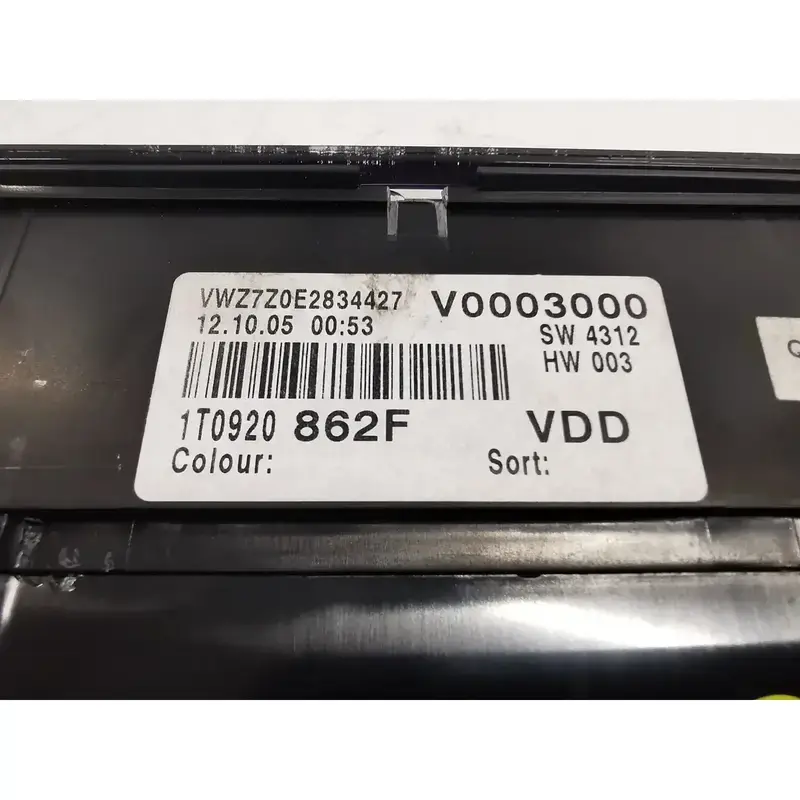 VWZ7Z0E2834427 V0003000
12.10.05 00:53 SW 4312
HW 003
1T0920 862F VDD
Colour: Sort:
Q